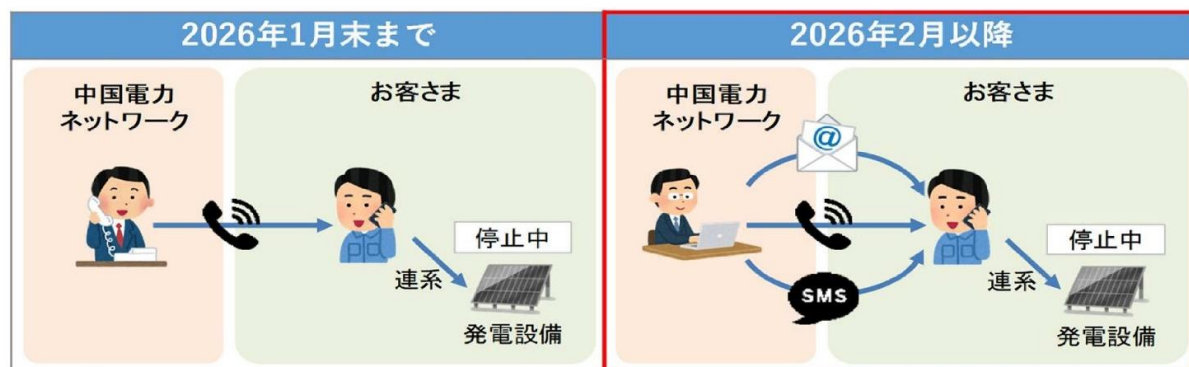 2026年1月末まで
中国電力
ネットワーク
お客さま
停止中
連系
発電設備
2026年2月以降
中国電力
ネットワーク
お客さま
@
SMS
停止中
連系
発電設備